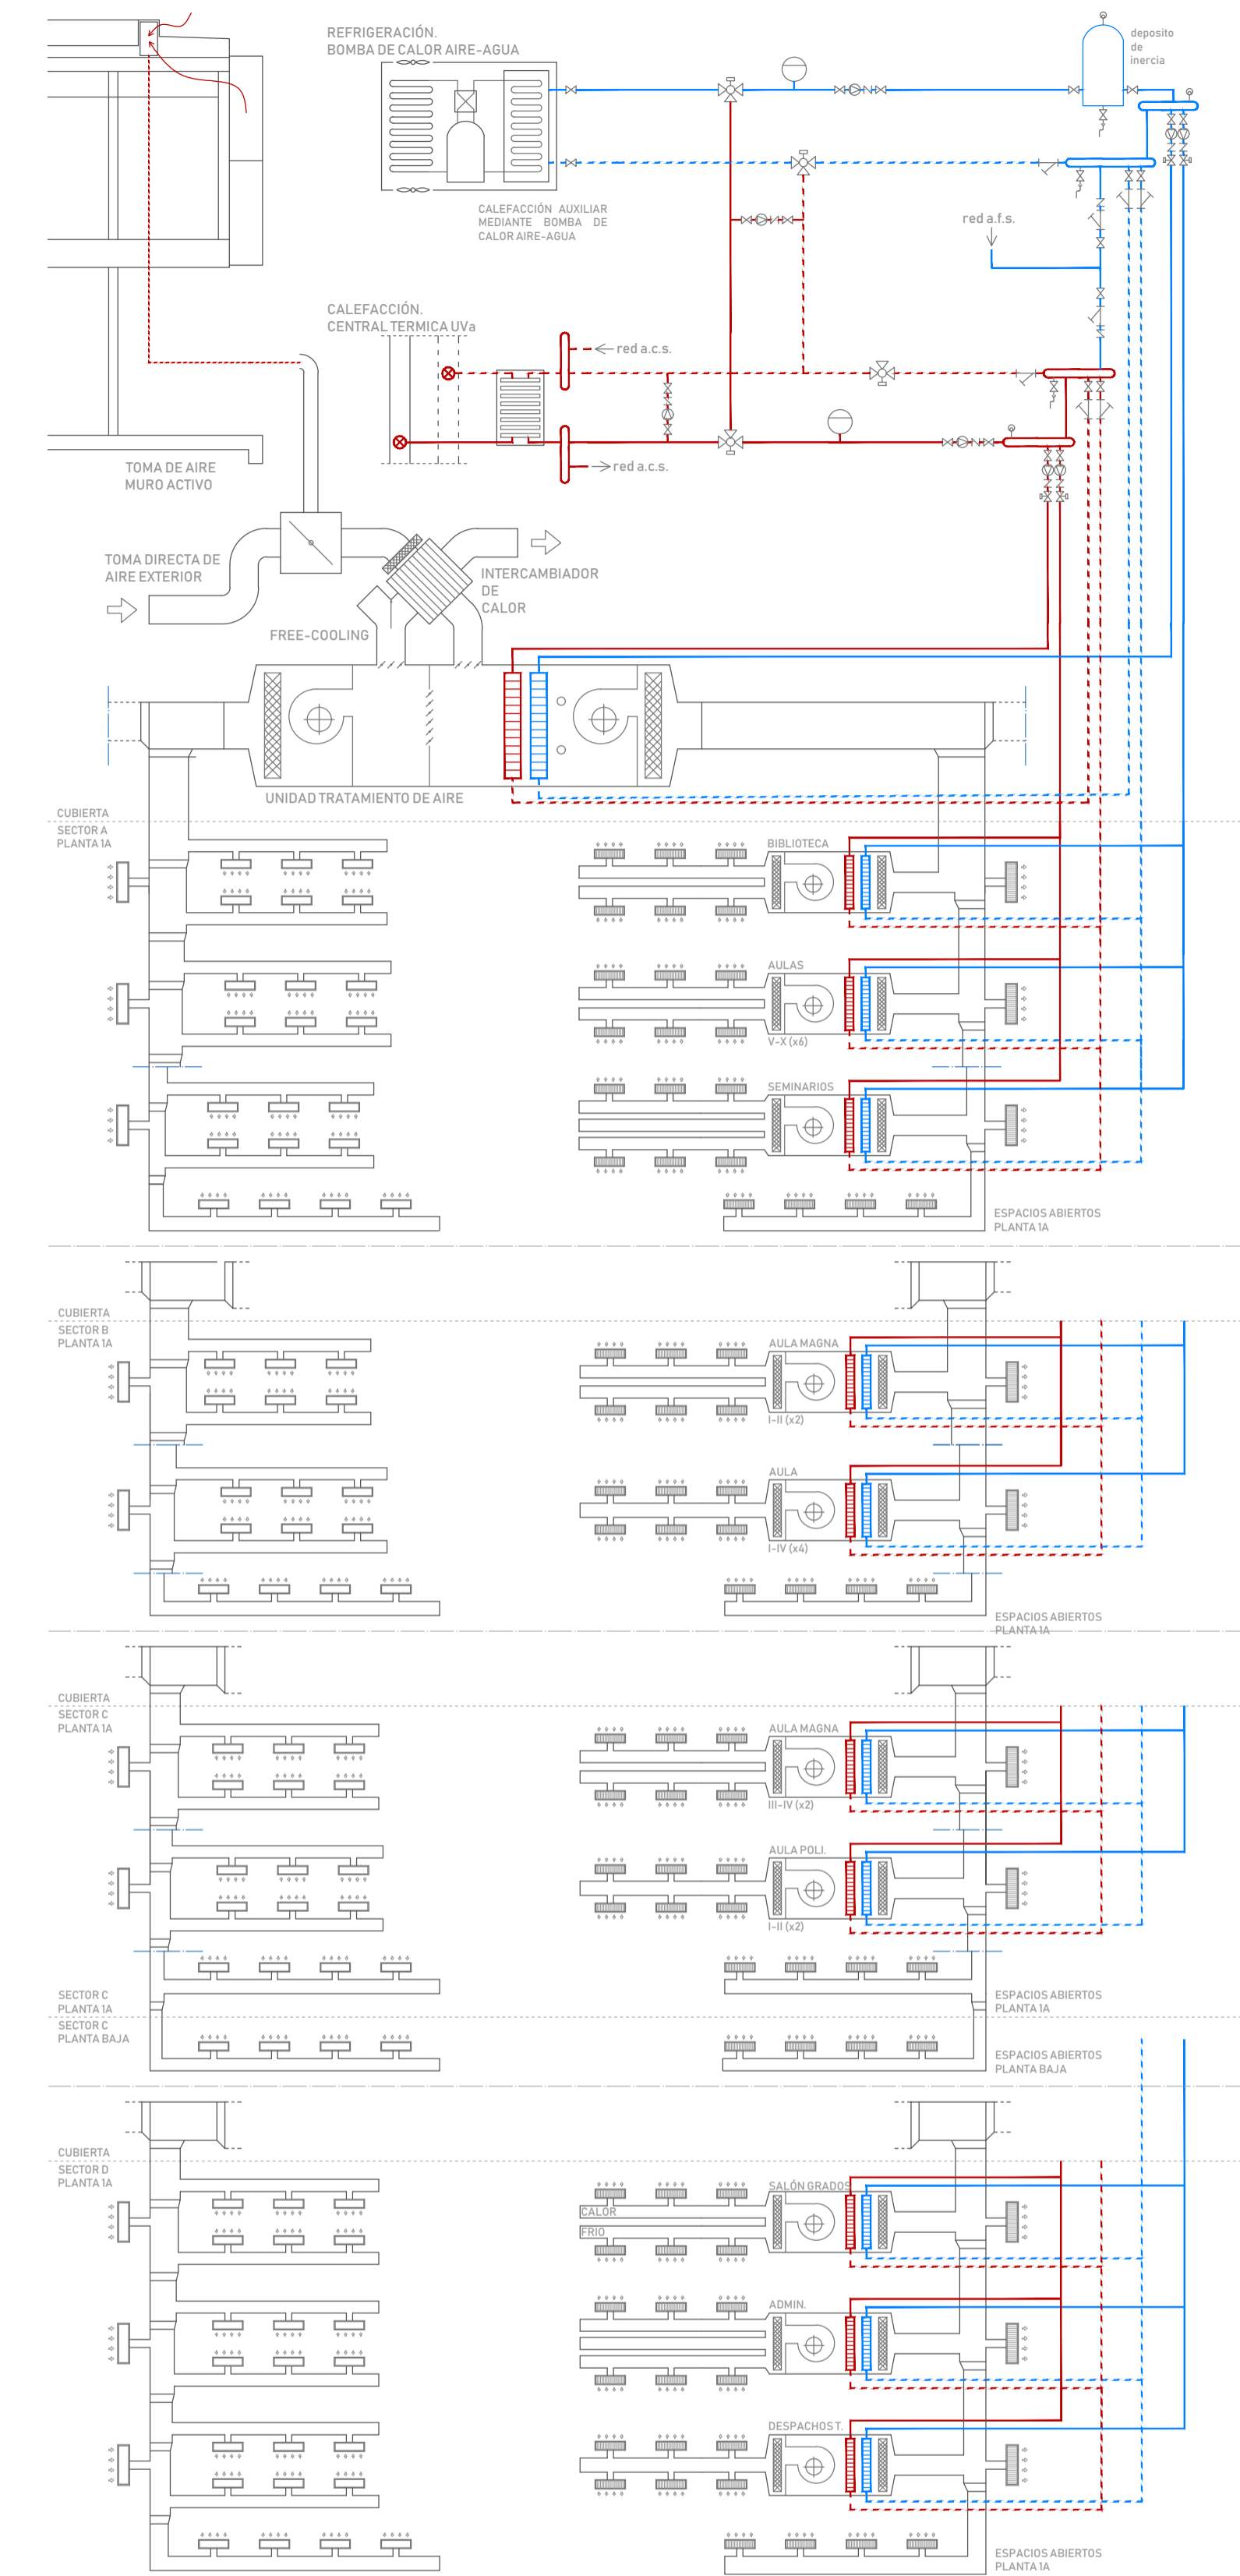 REFRIGERACIÓN.
BOMBA DE CALOR AIRE-AGUA
deposito
de
inercia
CALEFACCIÓN AUXILIAR
MEDIANTE BOMBA DE
CALOR AIRE-AGUA
red a.f.s.
CALEFACCIÓN.
CENTRAL TERMICA UVa
red a.c.s.
red a.c.s.
TOMA DE AIRE
MURO ACTIVO
TOMA DIRECTA DE
AIRE EXTERIOR
INTERCAMBIADOR
DE
CALOR
FREE-COOLING
UNIDAD TRATAMIENTO DE AIRE
CUBIERTA
SECTOR A
PLANTA 1A
BIBLIOTECA
AULAS
V-X (x6)
SEMINARIOS
ESPACIOS ABIERTOS
PLANTA 1A
CUBIERTA
SECTOR B
PLANTA 1A
AULA MAGNA
I-II (x2)
AULA
I-IV (x4)
ESPACIOS ABIERTOS
PLANTA 1A
CUBIERTA
SECTOR C
PLANTA 1A
AULA MAGNA
III-IV (x2)
AULA POLI.
I-II (x2)
SECTOR C
PLANTA 1A
ESPACIOS ABIERTOS
PLANTA 1A
SECTOR C
PLANTA BAJA
ESPACIOS ABIERTOS
PLANTA BAJA
CUBIERTA
SECTOR D
PLANTA 1A
SALÓN GRADOS
CALOR
FRIO
ADMIN.
DESPACHOS T.
ESPACIOS ABIERTOS
PLANTA 1A